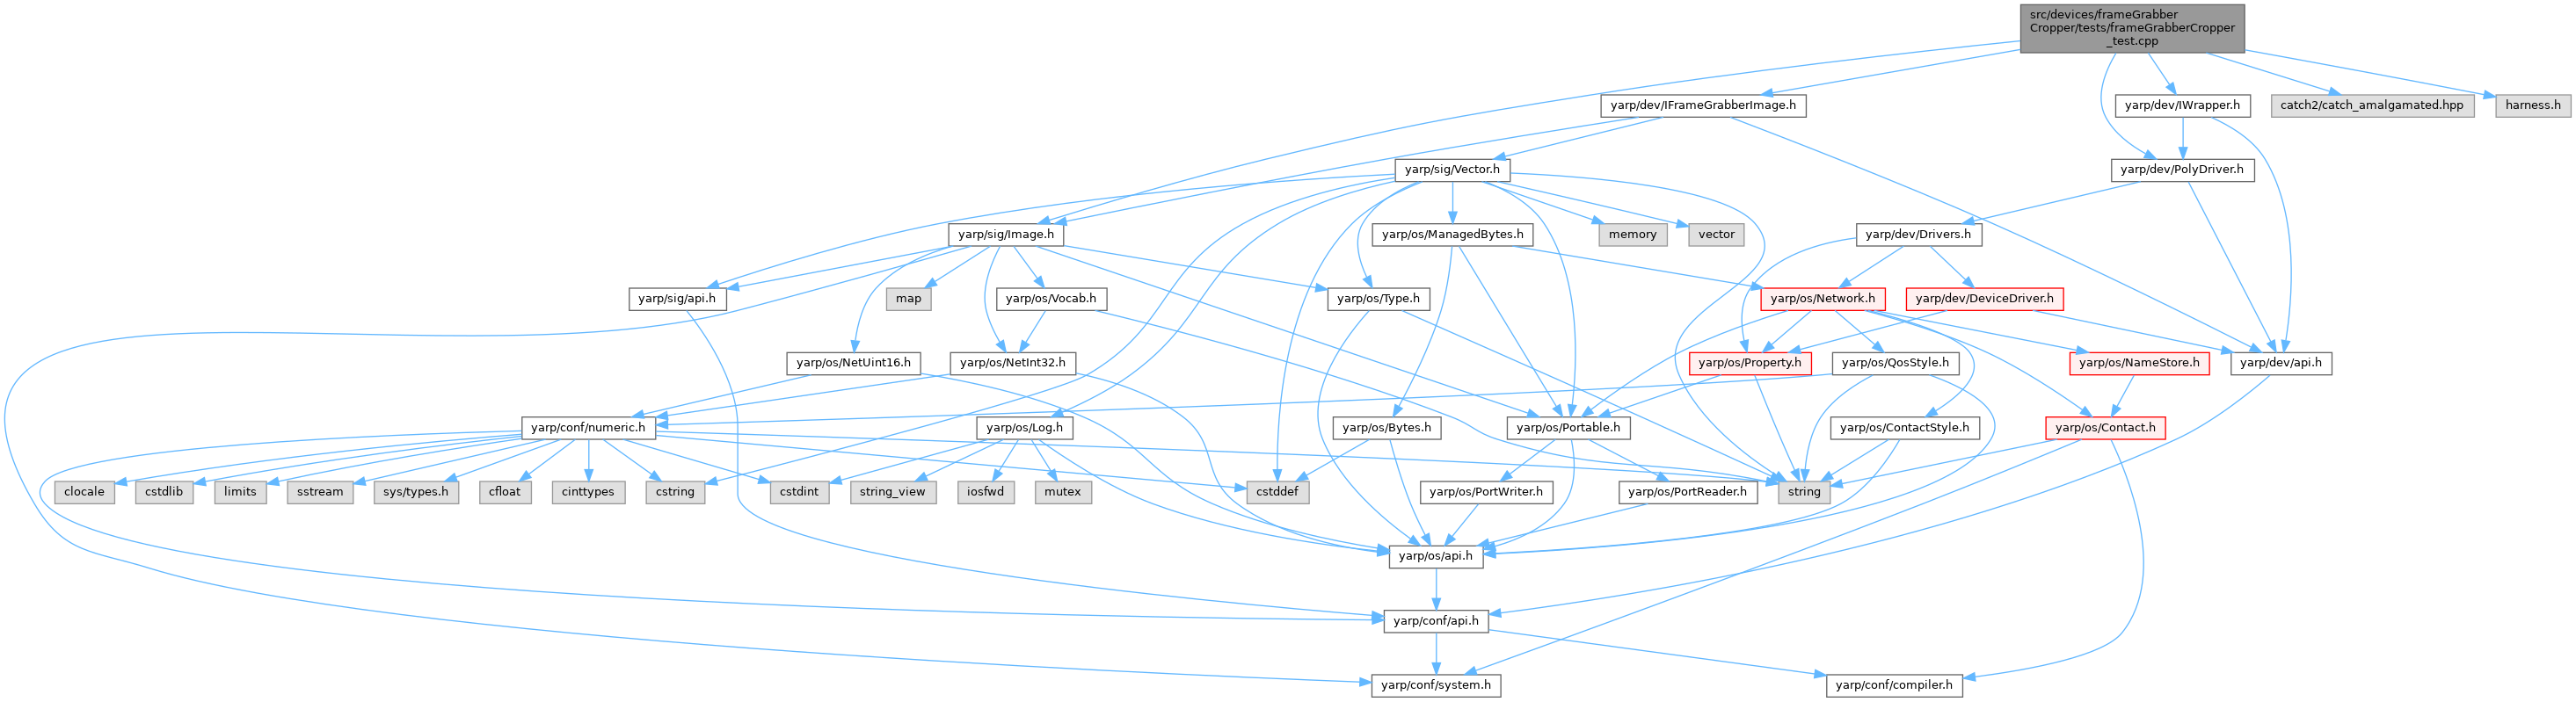 src/devices/frameGrabber
Cropper/tests/frameGrabberCropper
_test.cpp
yarp/dev/IFrameGrabberImage.h
yarp/dev/IWrapper.h
catch2/catch_amalgamated.hpp
harness.h
yarp/sig/Vector.h
yarp/dev/PolyDriver.h
yarp/sig/Image.h
yarp/os/ManagedBytes.h
memory
vector
yarp/dev/Drivers.h
yarp/sig/api.h
map
yarp/os/Vocab.h
yarp/os/Type.h
yarp/os/Network.h
yarp/dev/DeviceDriver.h
yarp/os/NetUint16.h
yarp/os/NetInt32.h
yarp/os/Property.h
yarp/os/QosStyle.h
yarp/os/NameStore.h
yarp/dev/api.h
yarp/conf/numeric.h
yarp/os/Log.h
yarp/os/Bytes.h
yarp/os/Portable.h
yarp/os/ContactStyle.h
yarp/os/Contact.h
clocale
cstdlib
limits
sstream
sys/types.h
cfloat
cinttypes
cstring
cstdint
string_view
iosfwd
mutex
cstddef
yarp/os/PortWriter.h
yarp/os/PortReader.h
string
yarp/os/api.h
yarp/conf/api.h
yarp/conf/system.h
yarp/conf/compiler.h